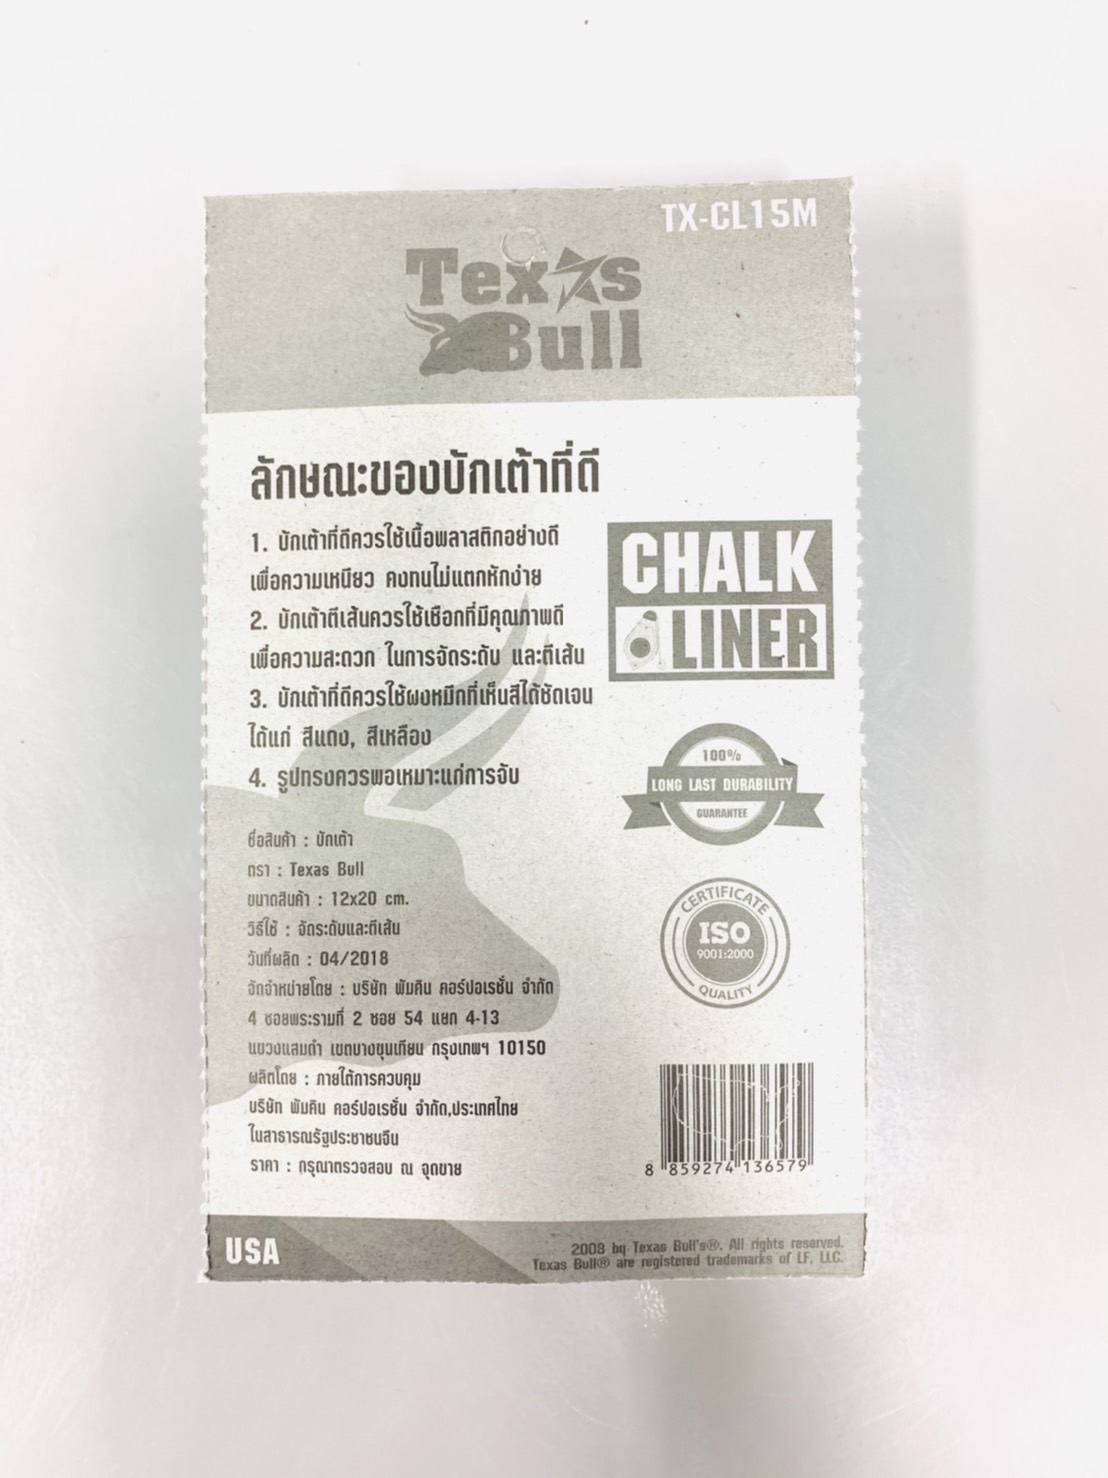 TX-CL15M
Texas
Bull
ลักษณะของบักเต้าที่ดี
1. บักเต้าที่ดีควรใช้เนื้อพลาสติกอย่างดี
เพื่อความเหนียว คงทนไม่แตกหักง่าย
2. บักเต้าตีเส้นควรใช้เชือกที่มีคุณภาพดี
เพื่อความสะดวก ในการจัดระดับ และตีเส้น
3. บักเต้าที่ดีควรใช้ผงหมึกที่เห็นสีได้ชัดเจน
ได้แก่ สีแดง, สีเหลือง
4. รูปทรงควรพอเหมาะแก่การจับ
CHALK
LINER
100%
LONG LAST DURABILITY
GUARANTEE
CERTIFICATE
ISO
9001:2000
QUALITY
ชื่อสินค้า : บักเต้า
ตรา : Texas Bull
ขนาดสินค้า : 12x20 cm.
วิธีใช้ : จัดระดับและตีเส้น
วันที่ผลิต : 04/2018
จัดจำหน่ายโดย : บริษัท พัมคิน คอร์ปอเรชั่น จำกัด
4 ซอยพระรามที่ 2 ซอย 54 แยก 4-13
แขวงแสมดำ เขตบางขุนเทียน กรุงเทพฯ 10150
ผลิตโดย : ภายใต้การควบคุม
บริษัท พัมคิน คอร์ปอเรชั่น จำกัด,ประเทศไทย
ในสาธารณรัฐประชาชนจีน
ราคา : กรุณาตรวจสอบ ณ จุดขาย
8 859274 136579
USA
2008 by Texas Bull's®. All rights reserved.
Texas Bull® are registered trademarks of LF, LLC.